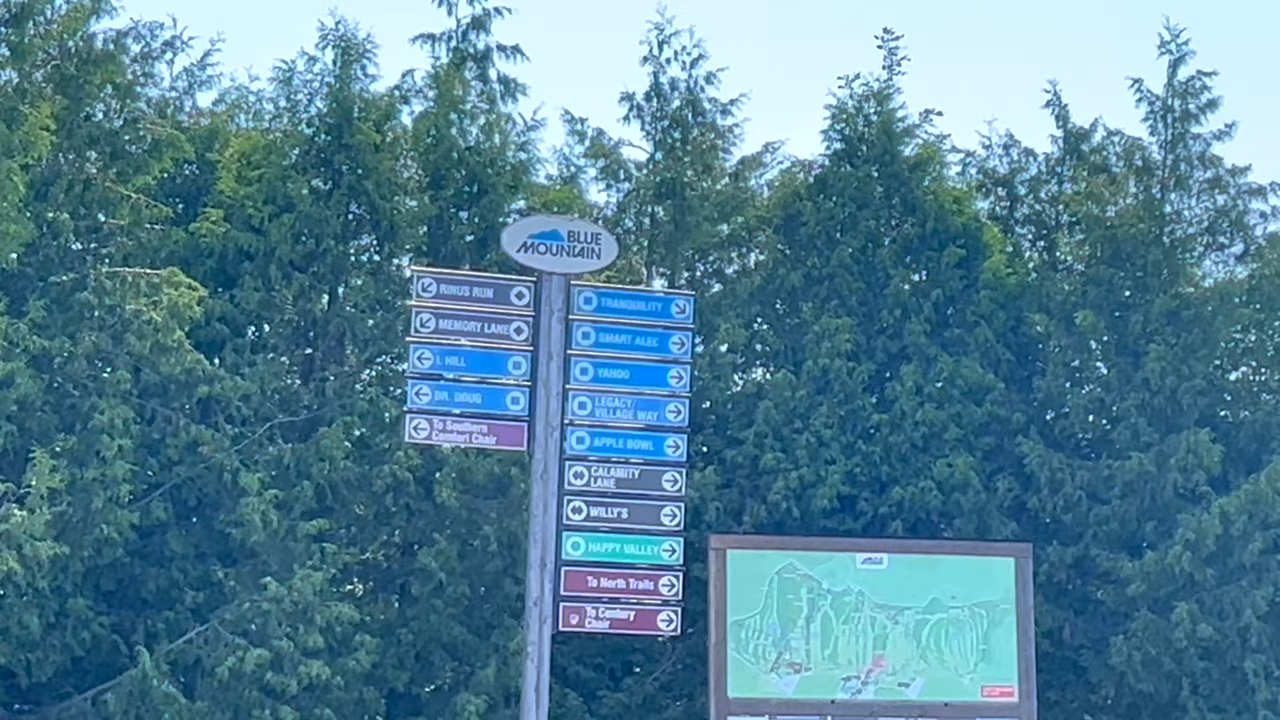 BLUE
MOUNTAIN
RINUS RUN
MEMORY LANE
L HILL
DR. DOUG
To Southern
Comfort Chair
TRANQUILITY
SMART ALEC
YAHOO
LEGACY/
VILLAGE WAY
APPLE BOWL
CALAMITY
LANE
WILLY'S
HAPPY VALLEY
To North Trails
To Century
Chair